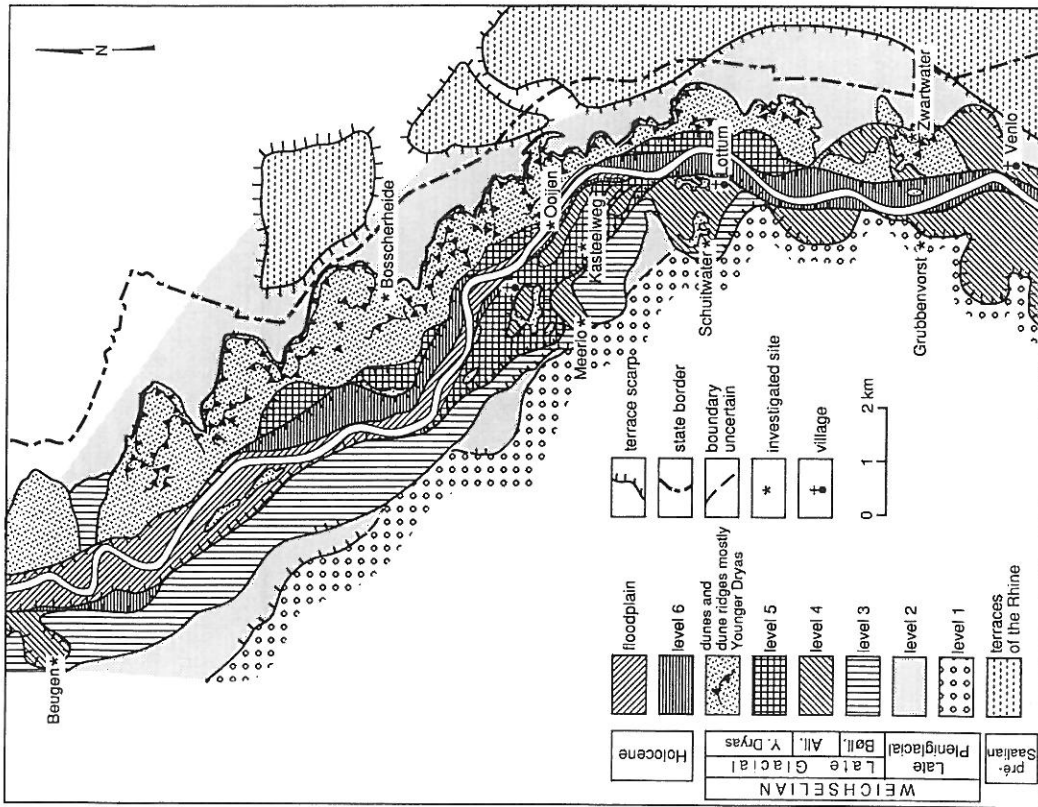 N
Beugen
Bosscherheide
Ooijen
Kasteelweg
Meerlo
Lottum
Schuitwater
Zwartwater
Grubbenvorst
Venlo
terrace scarp
state border
boundary
uncertain
investigated site
village
0 1 2 km
WEICHSELIAN
Holocene
Late Glacial
Y. Dryas
All.
Bøll.
Late
Pleniglacial
pré-
Saalian
floodplain
level 6
dunes and
dune ridges mostly
Younger Dryas
level 5
level 4
level 3
level 2
level 1
terraces
of the Rhine